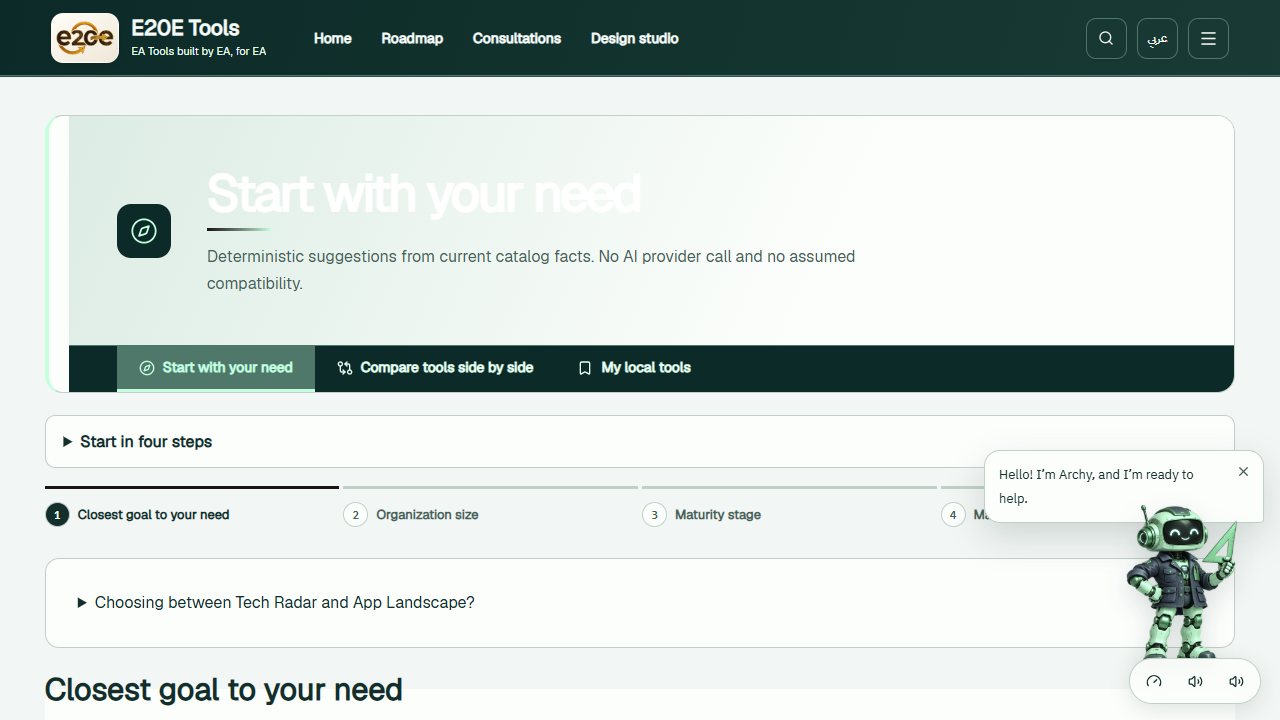 e2oe
E2OE Tools
EA Tools built by EA, for EA
Home
Roadmap
Consultations
Design studio
عربي
Start with your need
Deterministic suggestions from current catalog facts. No AI provider call and no assumed
compatibility.
Start with your need
Compare tools side by side
My local tools
Start in four steps
1 Closest goal to your need
2 Organization size
3 Maturity stage
4
Hello! I’m Archy, and I’m ready to
help.
Choosing between Tech Radar and App Landscape?
Closest goal to your need